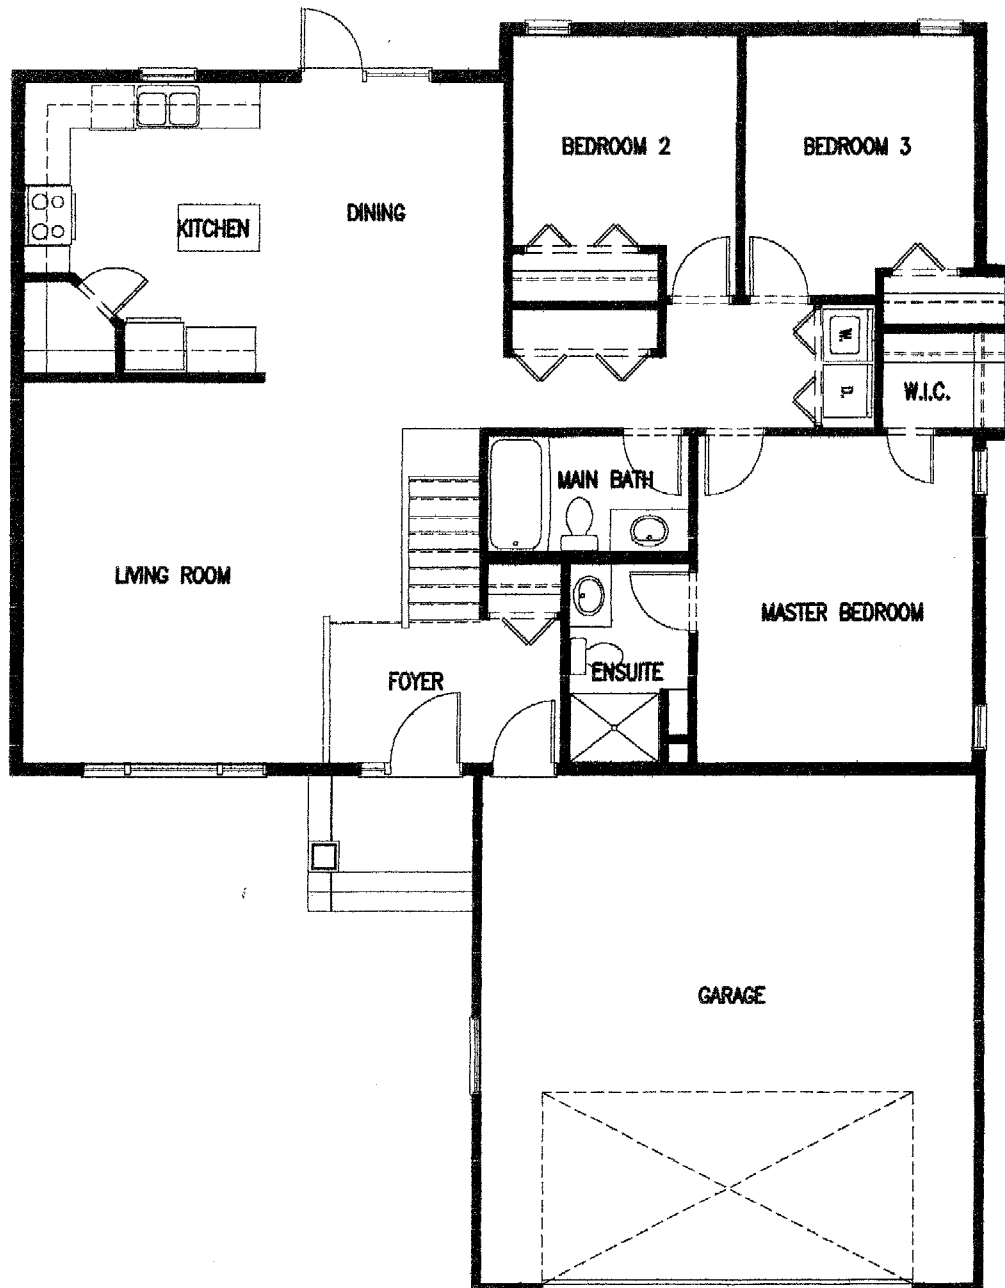 BEDROOM 2
BEDROOM 3
DINING
KITCHEN
W.
D.
W.I.C.
MAIN BATH
LIVING ROOM
MASTER BEDROOM
ENSUITE
FOYER
GARAGE